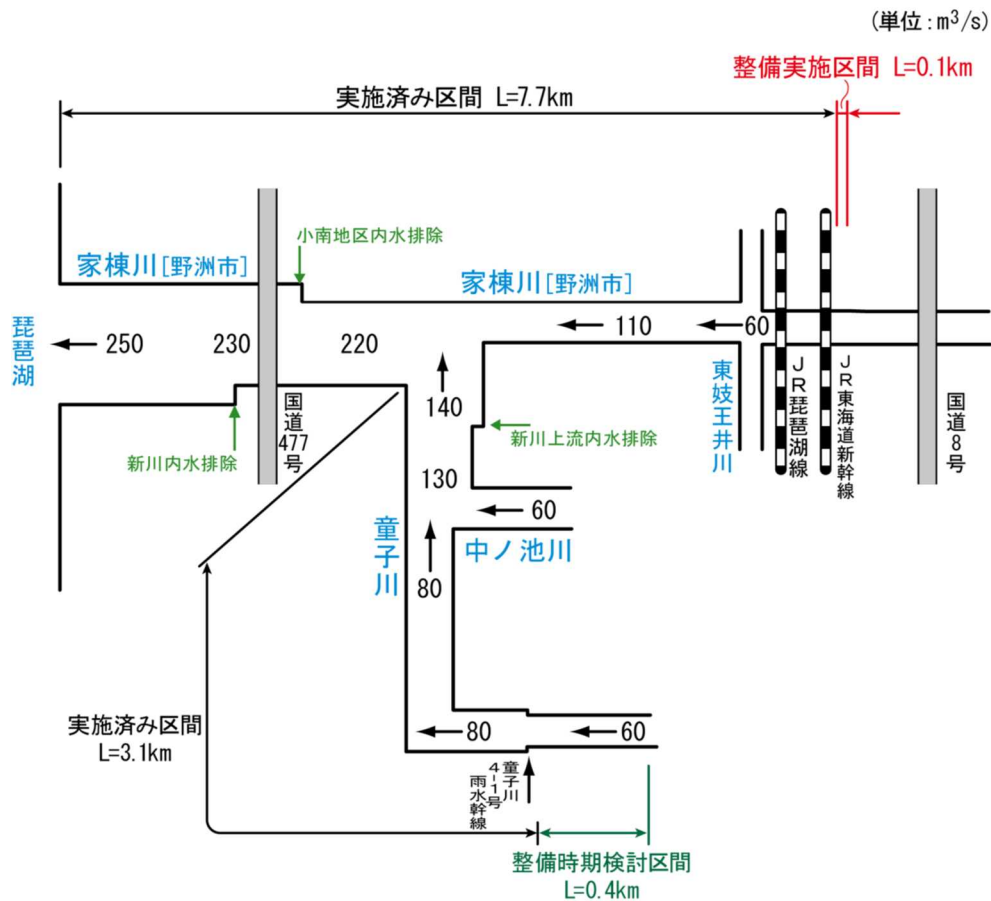 (単位:m³/s)
整備実施区間 L=0.1km
実施済み区間 L=7.7km
小南地区内水排除
家棟川[野洲市]
家棟川[野洲市]
琵琶湖
250
230
220
110
60
140
国道477号
新川内水排除
新川上流内水排除
東妓王井川
JR琵琶湖線
JR東海道新幹線
国道8号
130
60
童子川
中ノ池川
80
実施済み区間
L=3.1km
80
60
童子川
4-1号
雨水幹線
整備時期検討区間
L=0.4km